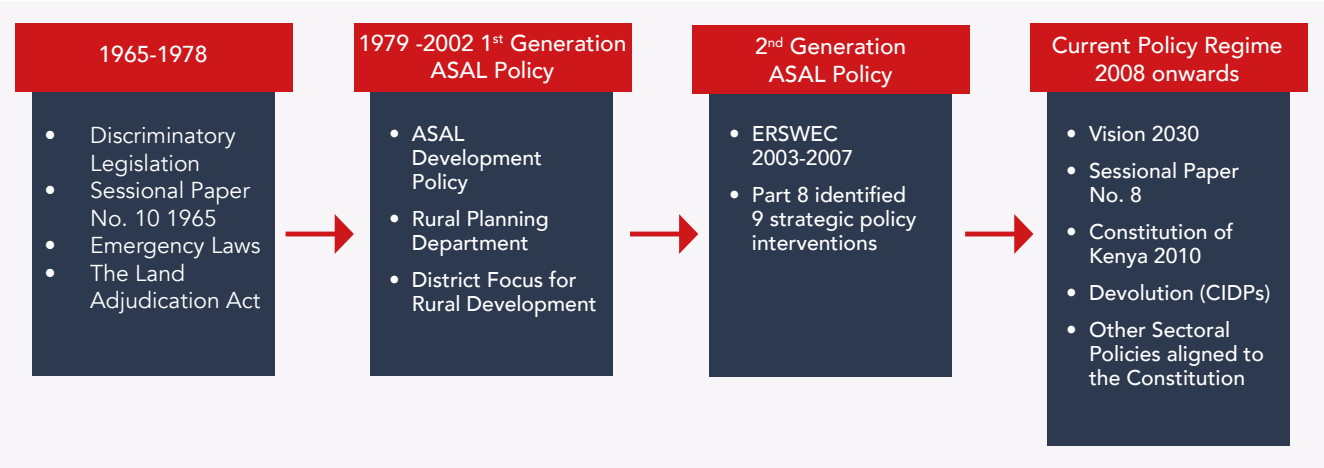 1965-1978
• Discriminatory
Legislation
• Sessional Paper
No. 10 1965
• Emergency Laws
• The Land
Adjudication Act
1979 -2002 1st Generation
ASAL Policy
• ASAL
Development
Policy
• Rural Planning
Department
• District Focus for
Rural Development
2nd Generation
ASAL Policy
• ERSWEC
2003-2007
• Part 8 identified
9 strategic policy
interventions
Current Policy Regime
2008 onwards
• Vision 2030
• Sessional Paper
No. 8
• Constitution of
Kenya 2010
• Devolution (CIDPs)
• Other Sectoral
Policies aligned to
the Constitution